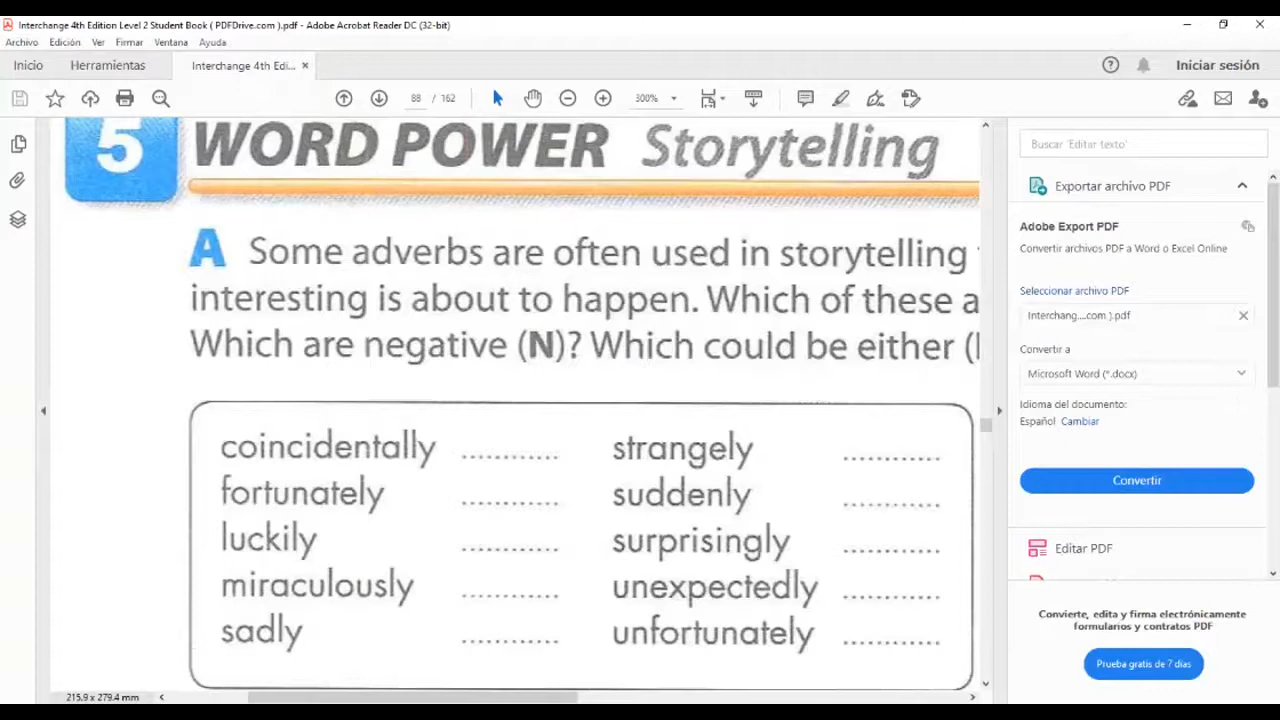 Interchange 4th Edition Level 2 Student Book ( PDFDrive.com ).pdf - Adobe Acrobat Reader DC (32-bit)
Archivo Edición Ver Firmar Ventana Ayuda
Inicio Herramientas Interchange 4th Edi... × Iniciar sesión
88 / 162 300%
5 WORD POWER Storytelling
A Some adverbs are often used in storytelling
interesting is about to happen. Which of these a
Which are negative (N)? Which could be either (
coincidentally .......... strangely ..........
fortunately .......... suddenly ..........
luckily .......... surprisingly ..........
miraculously .......... unexpectedly ..........
sadly .......... unfortunately ..........
215.9 x 279.4 mm
Buscar 'Editar texto'
Exportar archivo PDF
Adobe Export PDF
Convertir archivos PDF a Word o Excel Online
Seleccionar archivo PDF
Interchang....com ).pdf
Convertir a
Microsoft Word (*.docx)
Idioma del documento:
Español Cambiar
Convertir
Editar PDF
Convierte, edita y firma electrónicamente
formularios y contratos PDF
Prueba gratis de 7 días